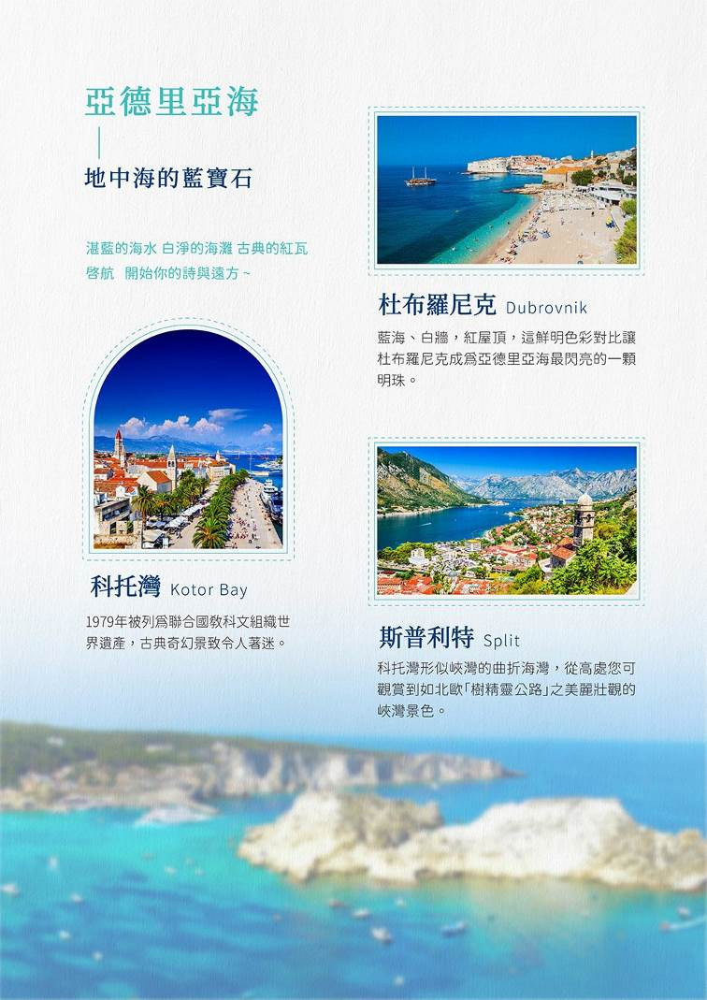 亞德里亞海
地中海的藍寶石
湛藍的海水 白淨的海灘 古典的紅瓦
啓航 開始你的詩與遠方~
杜布羅尼克 Dubrovnik
藍海、白牆，紅屋頂，這鮮明色彩對比讓
杜布羅尼克成爲亞德里亞海最閃亮的一顆
明珠。
科托灣 Kotor Bay
1979年被列爲聯合國敎科文組織世
界遺產，古典奇幻景致令人著迷。
斯普利特 Split
科托灣形似峽灣的曲折海灣，從高處您可
觀賞到如北歐「樹精靈公路」之美麗壯觀的
峽灣景色。